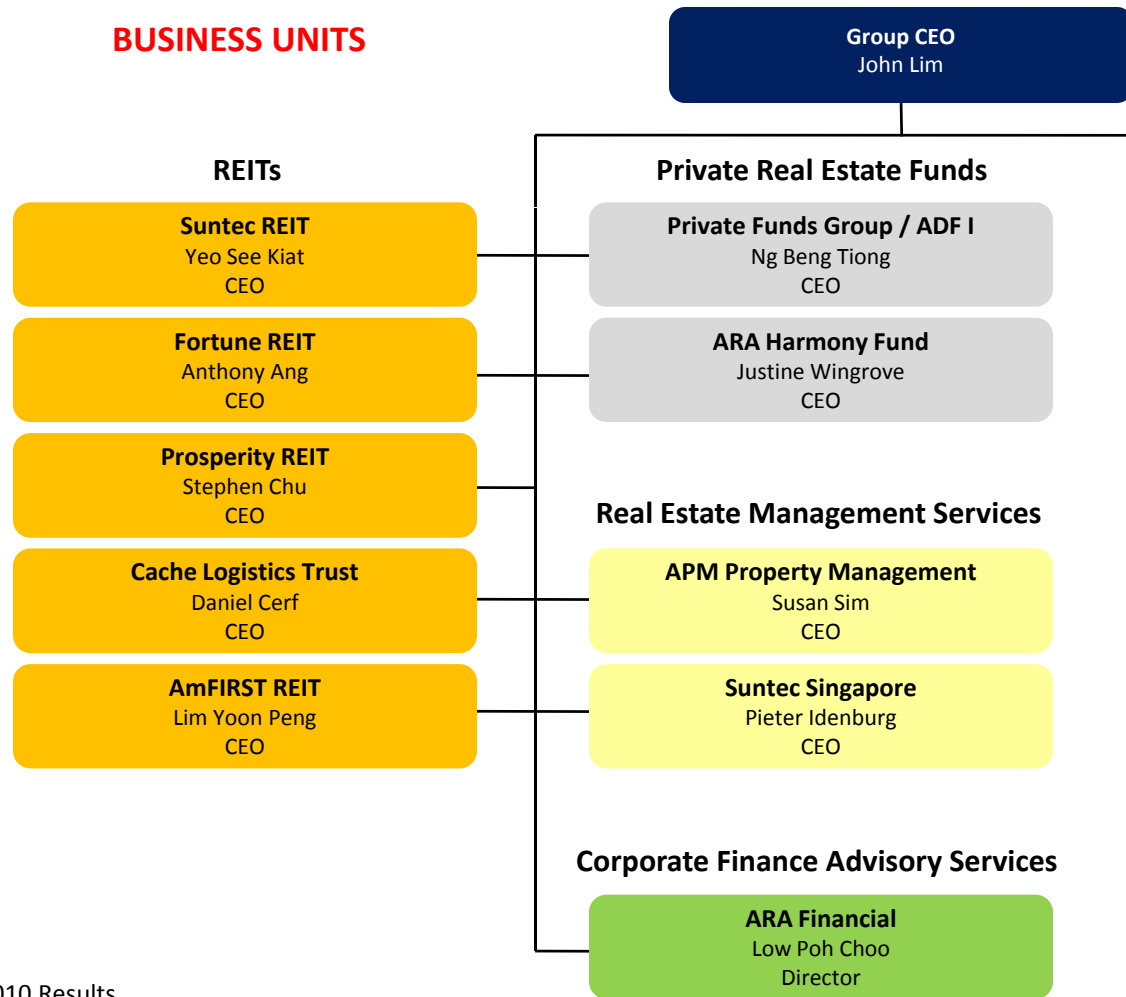 BUSINESS UNITS
Group CEO
John Lim
REITs
Suntec REIT
Yeo See Kiat
CEO
Fortune REIT
Anthony Ang
CEO
Prosperity REIT
Stephen Chu
CEO
Cache Logistics Trust
Daniel Cerf
CEO
AmFIRST REIT
Lim Yoon Peng
CEO
Private Real Estate Funds
Private Funds Group / ADF I
Ng Beng Tiong
CEO
ARA Harmony Fund
Justine Wingrove
CEO
Real Estate Management Services
APM Property Management
Susan Sim
CEO
Suntec Singapore
Pieter Idenburg
CEO
Corporate Finance Advisory Services
ARA Financial
Low Poh Choo
Director
Results